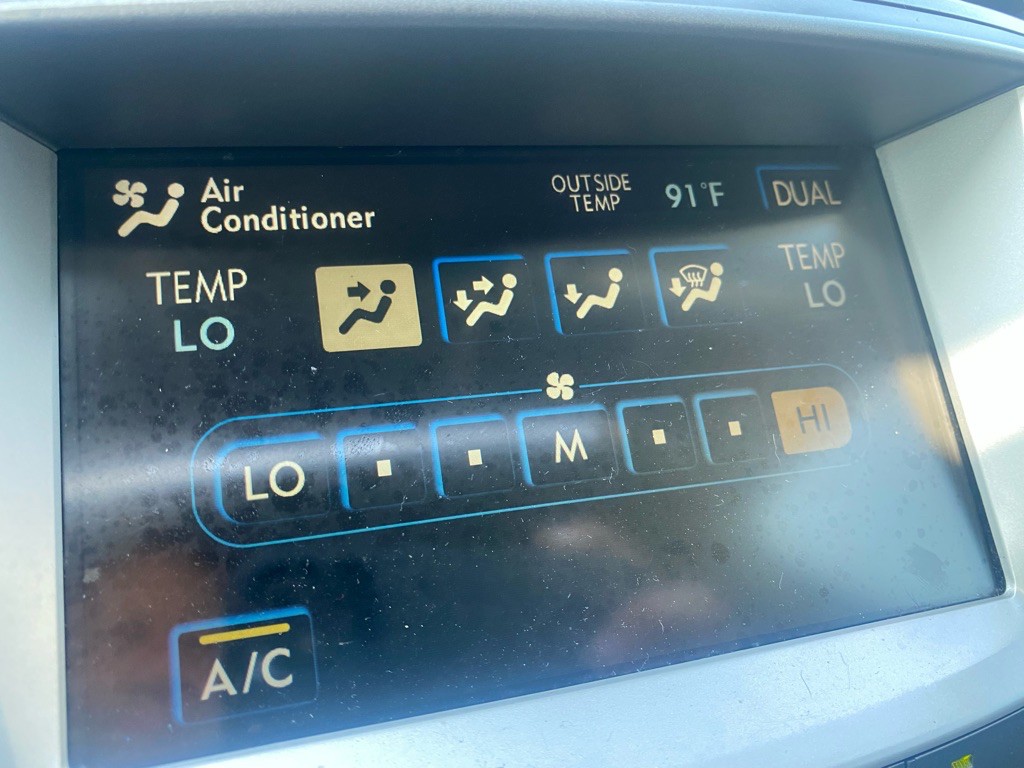 Air
Conditioner
OUTSIDE
TEMP
91°F
DUAL
TEMP
LO
TEMP
LO
LO
M
HI
A/C